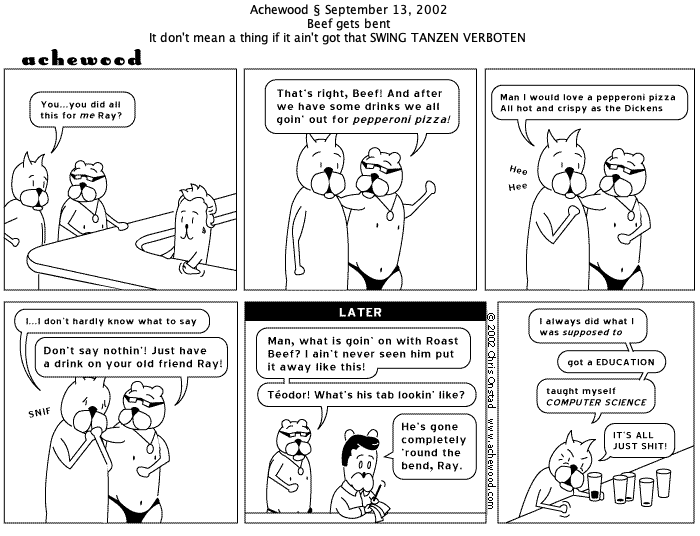 Achewood § September 13, 2002
Beef gets bent
It don't mean a thing if it ain't got that SWING TANZEN VERBOTEN
achewood
You...you did all
this for me Ray?
That's right, Beef! And after
we have some drinks we all
goin' out for pepperoni pizza!
Man I would love a pepperoni pizza
All hot and crispy as the Dickens
Hee
Hee
I...I don't hardly know what to say
Don't say nothin'! Just have
a drink on your old friend Ray!
SNIF
LATER
Man, what is goin' on with Roast
Beef? I ain't never seen him put
it away like this!
Téodor! What's his tab lookin' like?
He's gone
completely
'round the
bend, Ray.
© 2002 Chris Onstad www.achewood.com
I always did what I
was supposed to
got a EDUCATION
taught myself
COMPUTER SCIENCE
IT'S ALL
JUST SHIT!